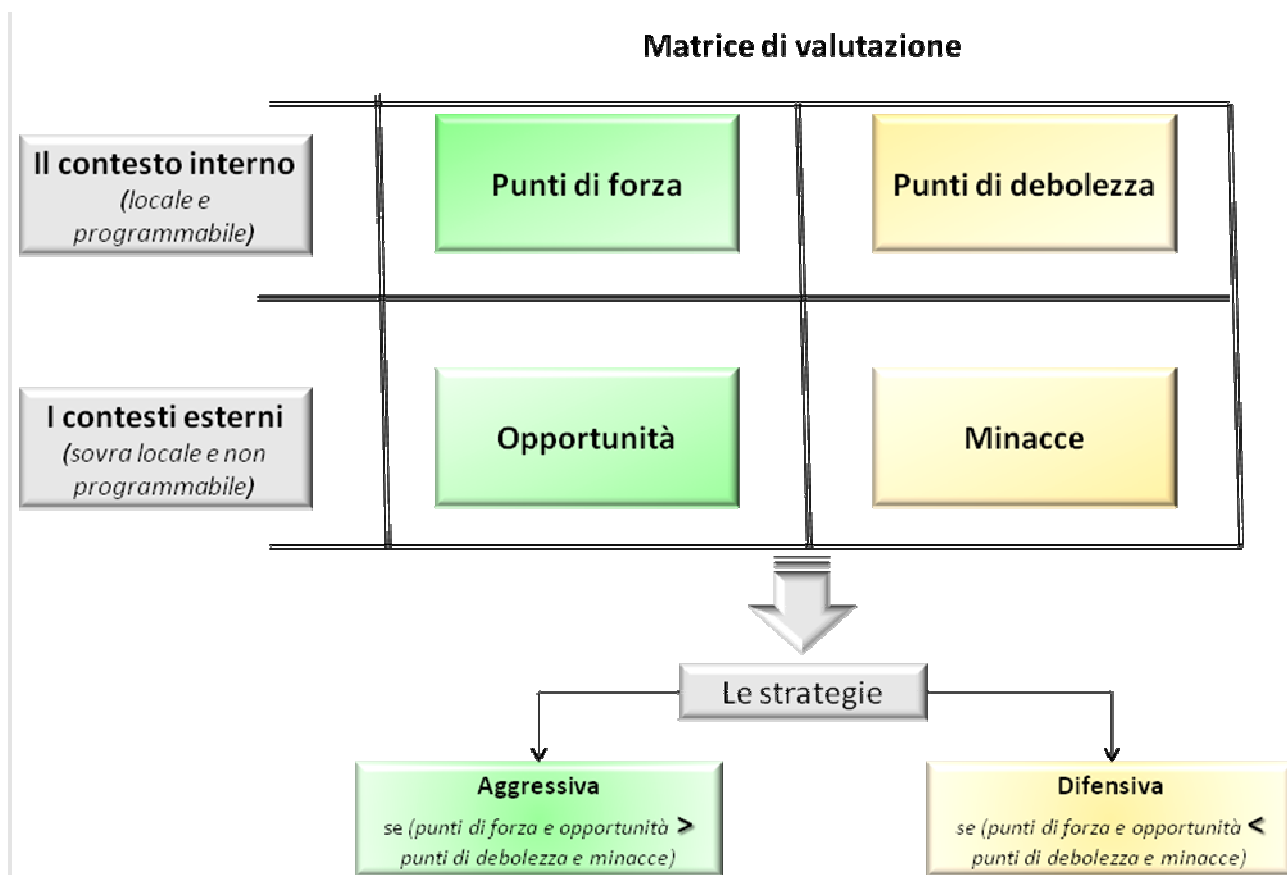 Matrice di valutazione
Il contesto interno
(locale e
programmabile)
Punti di forza
Punti di debolezza
I contesti esterni
(sovra locale e non
programmabile)
Opportunità
Minacce
Le strategie
Aggressiva
se (punti di forza e opportunità >
punti di debolezza e minacce)
Difensiva
se (punti di forza e opportunità <
punti di debolezza e minacce)